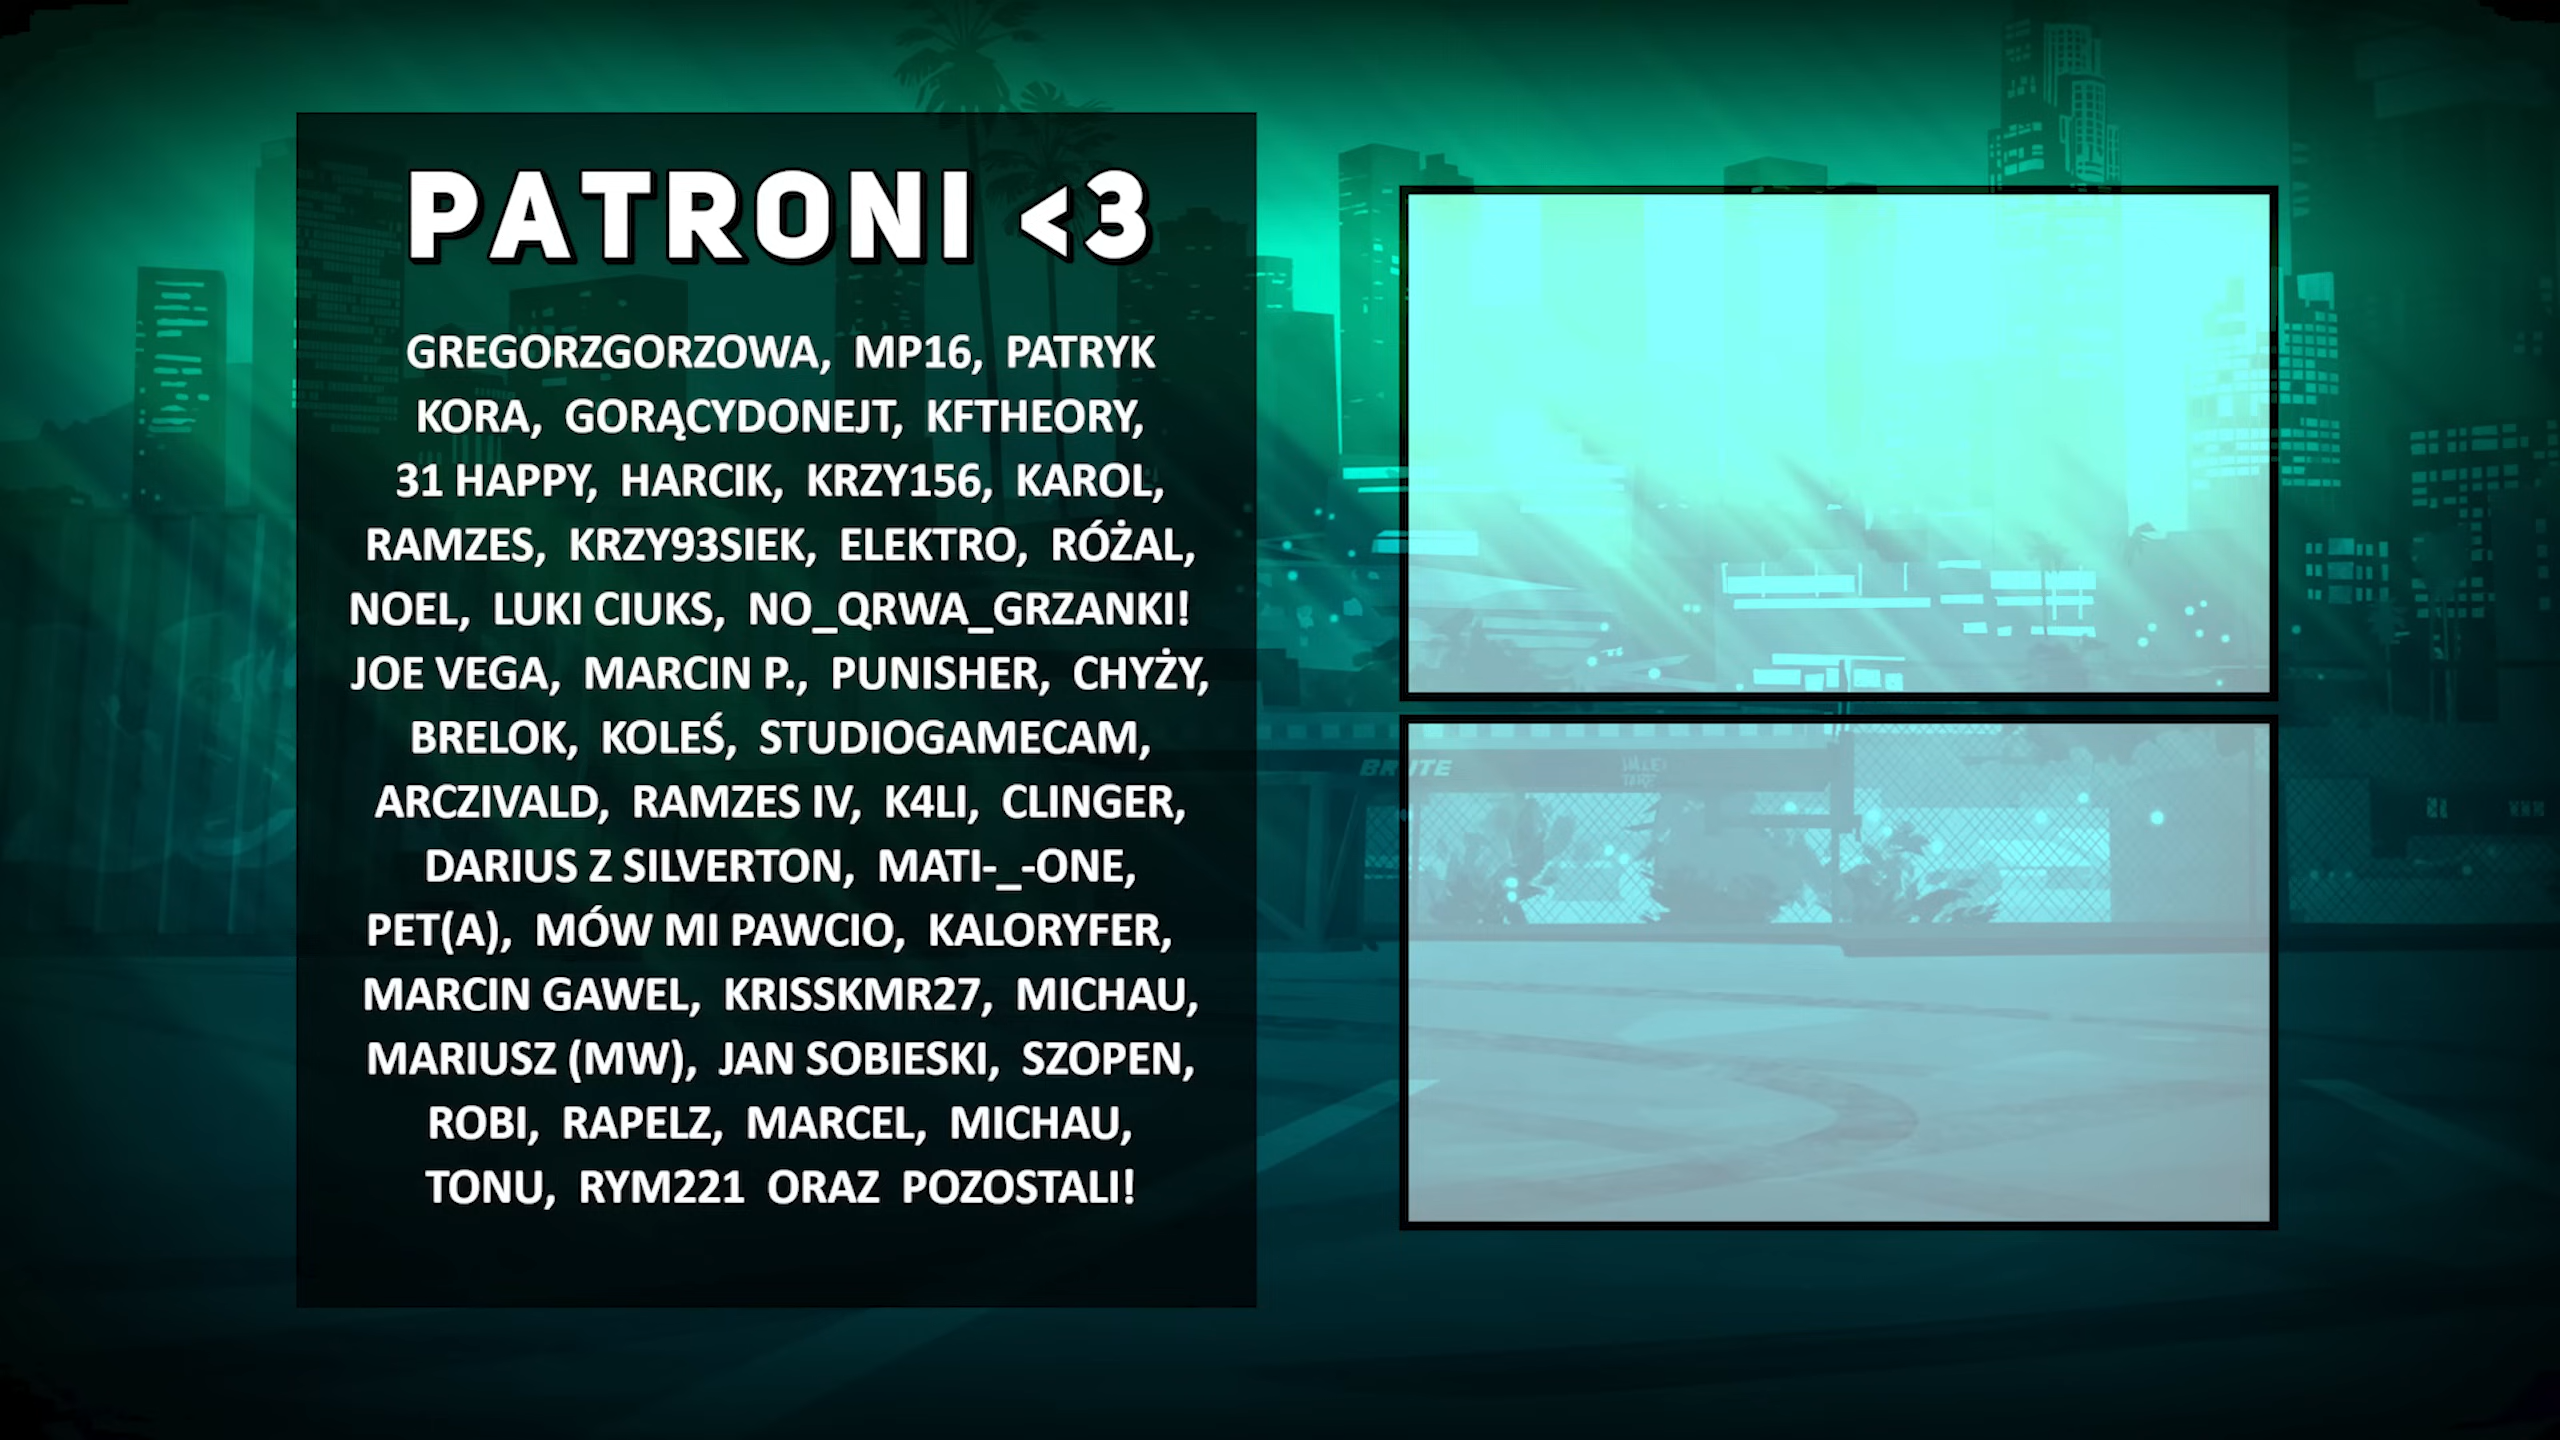 PATRONI <3
GREGORZGORZOWA, MP16, PATRYK
KORA, GORĄCYDONEJT, KFTHEORY,
31 HAPPY, HARCIK, KRZY156, KAROL,
RAMZES, KRZY93SIEK, ELEKTRO, RÓŻAL,
NOEL, LUKI CIUKS, NO_QRWA_GRZANKI!
JOE VEGA, MARCIN P., PUNISHER, CHYŻY,
BRELOK, KOLEŚ, STUDIOGAMECAM,
ARCZIVALD, RAMZES IV, K4LI, CLINGER,
DARIUS Z SILVERTON, MATI-_-ONE,
PET(A), MÓW MI PAWCIO, KALORYFER,
MARCIN GAWEL, KRISSKMR27, MICHAU,
MARIUSZ (MW), JAN SOBIESKI, SZOPEN,
ROBI, RAPELZ, MARCEL, MICHAU,
TONU, RYM221 ORAZ POZOSTALI!
BRUTE